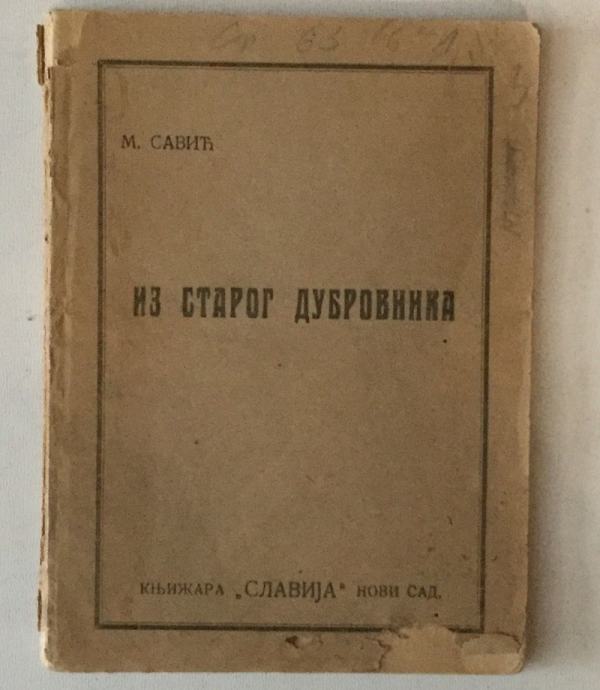 М. САВИЋ
ИЗ СТАРОГ ДУБРОВНИКА
КЊИЖАРА „СЛАВИЈА“ НОВИ САД.